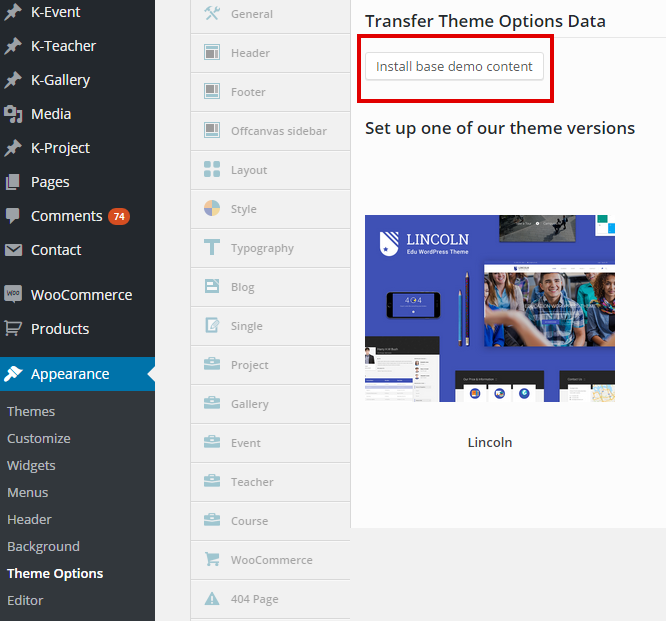 K-Event
K-Teacher
K-Gallery
Media
K-Project
Pages
Comments 74
Contact
WooCommerce
Products
Appearance
Themes
Customize
Widgets
Menus
Header
Background
Theme Options
Editor
General
Header
Footer
Offcanvas sidebar
Layout
Style
Typography
Blog
Single
Project
Gallery
Event
Teacher
Course
WooCommerce
404 Page
Transfer Theme Options Data
Install base demo content
Set up one of our theme versions
LINCOLN
Edu WordPress Theme
Lincoln